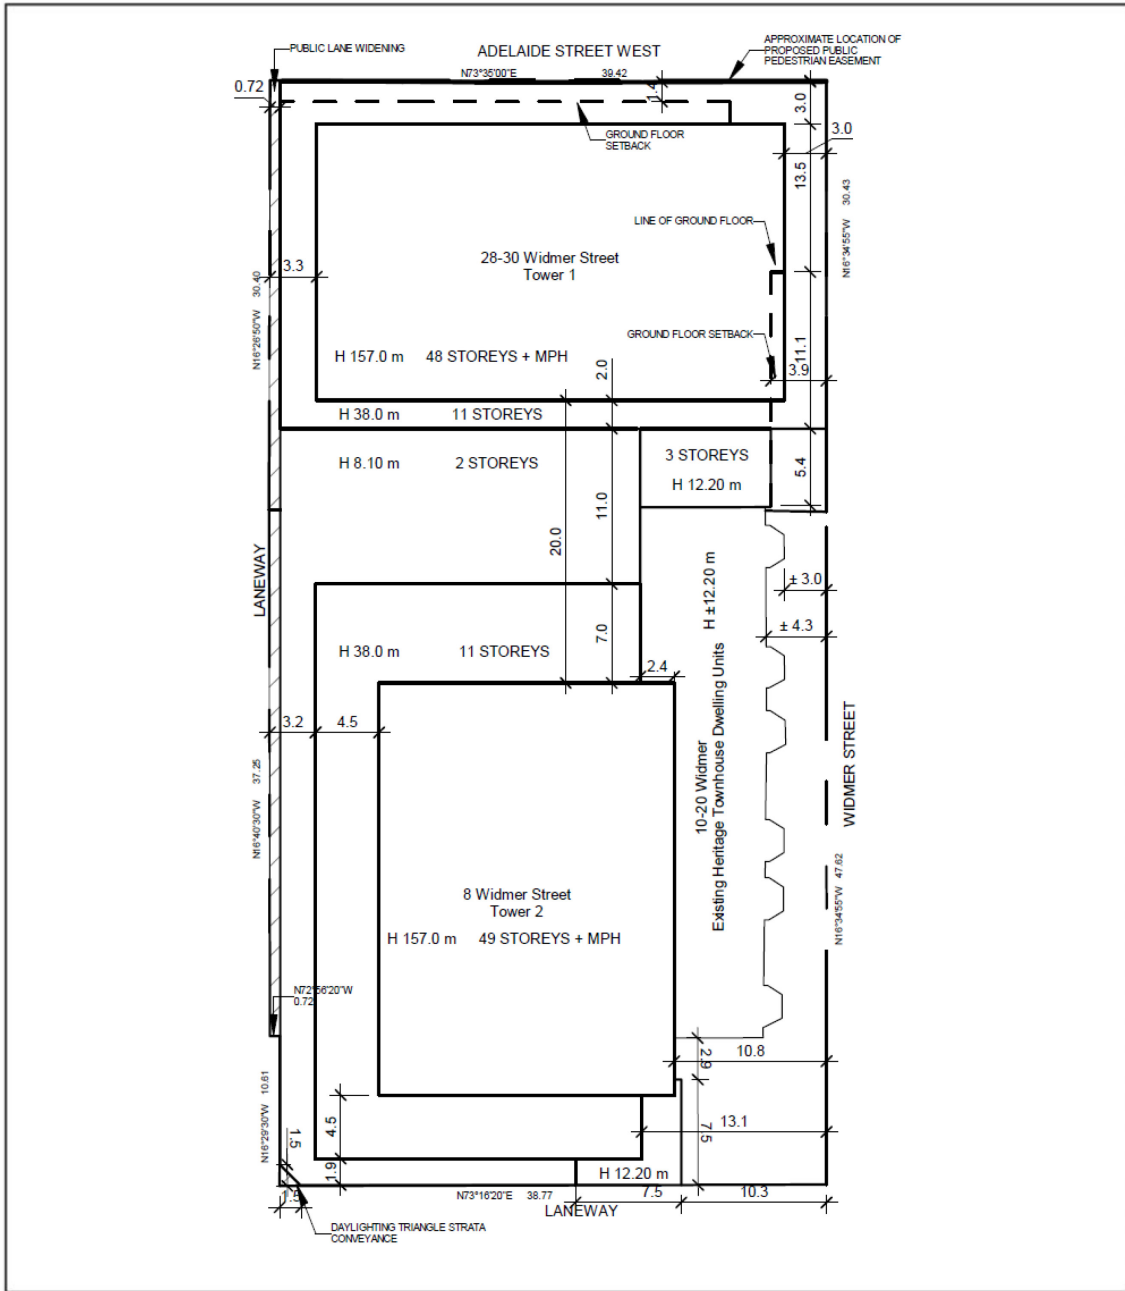 PUBLIC LANE WIDENING
ADELAIDE STREET WEST
APPROXIMATE LOCATION OF
PROPOSED PUBLIC
PEDESTRIAN EASEMENT
N73°35'00"E 39.42
0.72
1.4
3.0
GROUND FLOOR
SETBACK
3.0
13.5
N16°34'55"W 30.43
LINE OF GROUND FLOOR
28-30 Widmer Street
Tower 1
3.3
N16°26'50"W 30.40
GROUND FLOOR SETBACK
11.1
H 157.0 m 48 STOREYS + MPH
2.0
3.9
H 38.0 m 11 STOREYS
H 8.10 m 2 STOREYS
3 STOREYS
H 12.20 m
5.4
11.0
20.0
LANEWAY
H ±12.20 m
± 3.0
± 4.3
7.0
H 38.0 m 11 STOREYS
2.4
3.2
4.5
10-20 Widmer
Existing Heritage Townhouse Dwelling Units
WIDMER STREET
N16°40'30"W 37.25
8 Widmer Street
Tower 2
H 157.0 m 49 STOREYS + MPH
N16°34'55"W 47.62
N72°56'20"W
0.72
2.9
10.8
N16°29'30"W 10.61
1.5
4.5
7.5
13.1
1.9
H 12.20 m
1.5
N73°16'20"E 38.77
7.5
10.3
LANEWAY
DAYLIGHTING TRIANGLE STRATA
CONVEYANCE